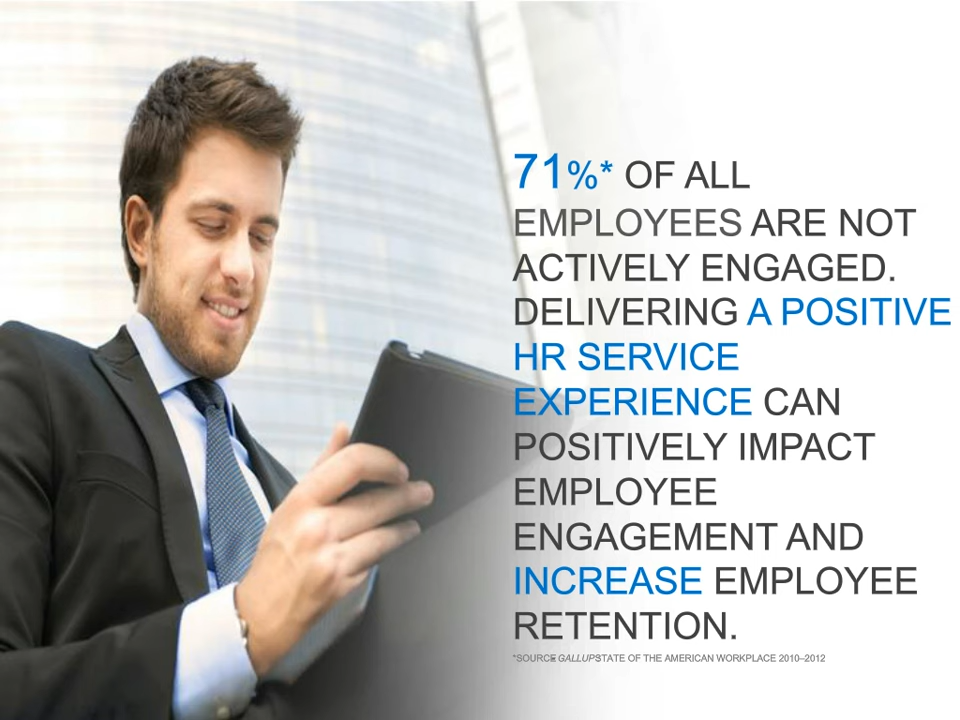 71%* OF ALL
EMPLOYEES ARE NOT
ACTIVELY ENGAGED.
DELIVERING A POSITIVE
HR SERVICE
EXPERIENCE CAN
POSITIVELY IMPACT
EMPLOYEE
ENGAGEMENT AND
INCREASE EMPLOYEE
RETENTION.
*SOURCE GALLUP STATE OF THE AMERICAN WORKPLACE 2010–2012